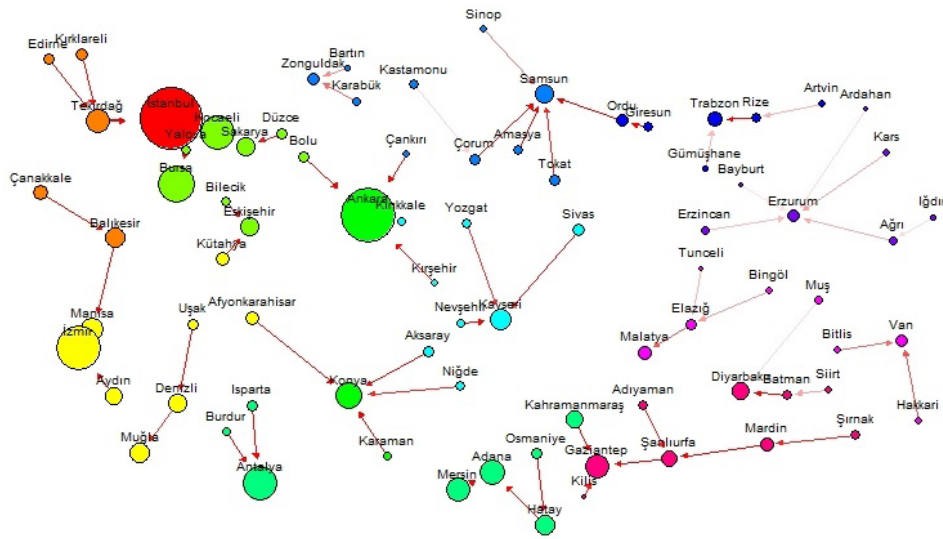 Sinop
Edirne
Kırklareli
Zonguldak
Bartın
Kastamonu
Karabük
Samsun
Tekirdağ
İstanbul
Kocaeli
Sakarya
Düzce
Yalova
Bolu
Çankırı
Çorum
Amasya
Tokat
Ordu
Giresun
Trabzon
Rize
Artvin
Ardahan
Gümüşhane
Bayburt
Kars
Bursa
Çanakkale
Bilecik
Ankara
Kırıkkale
Yozgat
Sivas
Erzincan
Erzurum
Iğdır
Ağrı
Balıkesir
Eskişehir
Kütahya
Kırşehir
Tunceli
Bingöl
Muş
Manisa
İzmir
Uşak
Afyonkarahisar
Nevşehir
Kayseri
Elazığ
Malatya
Bitlis
Van
Aksaray
Niğde
Aydın
Denizli
Isparta
Konya
Burdur
Adıyaman
Diyarbakır
Batman
Siirt
Kahramanmaraş
Hakkari
Muğla
Karaman
Osmaniye
Antalya
Mersin
Adana
Gaziantep
Şanlıurfa
Mardin
Şırnak
Kilis
Hatay